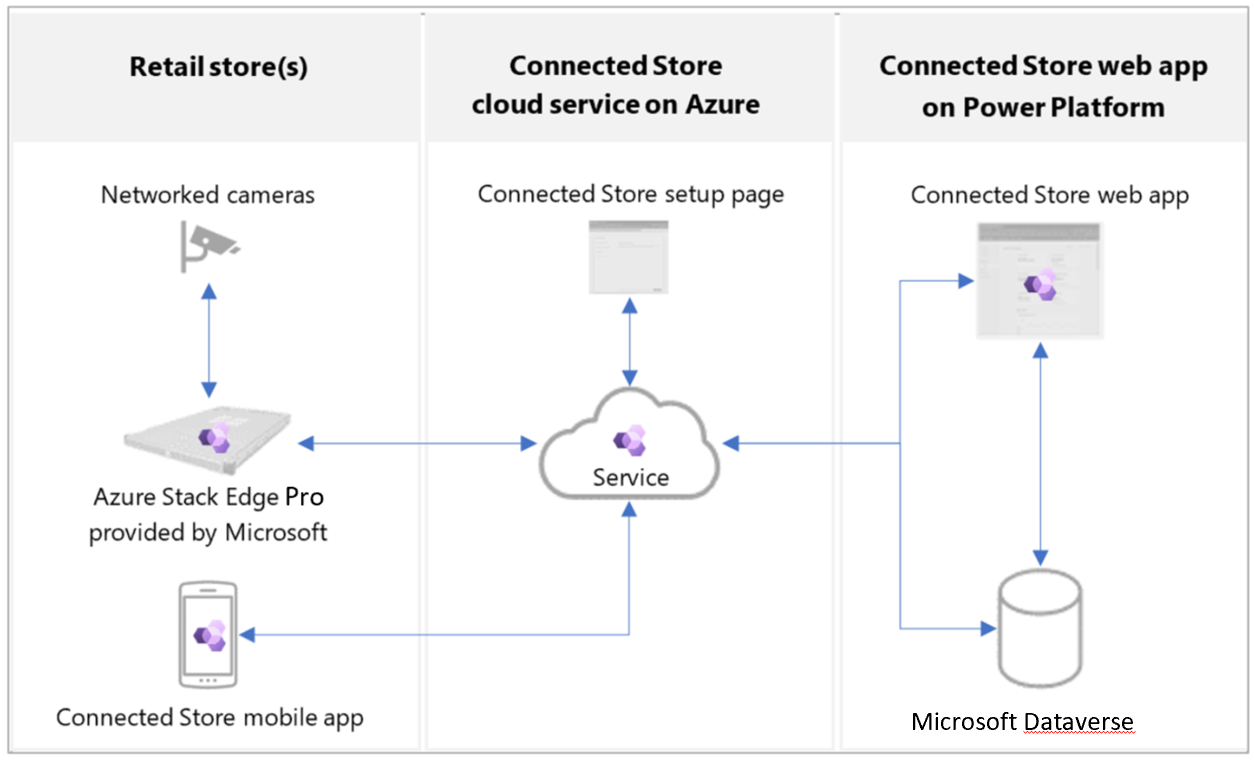 Retail store(s)
Connected Store
cloud service on Azure
Connected Store web app
on Power Platform
Networked cameras
Connected Store setup page
Connected Store web app
Service
Azure Stack Edge Pro
provided by Microsoft
Connected Store mobile app
Microsoft Dataverse